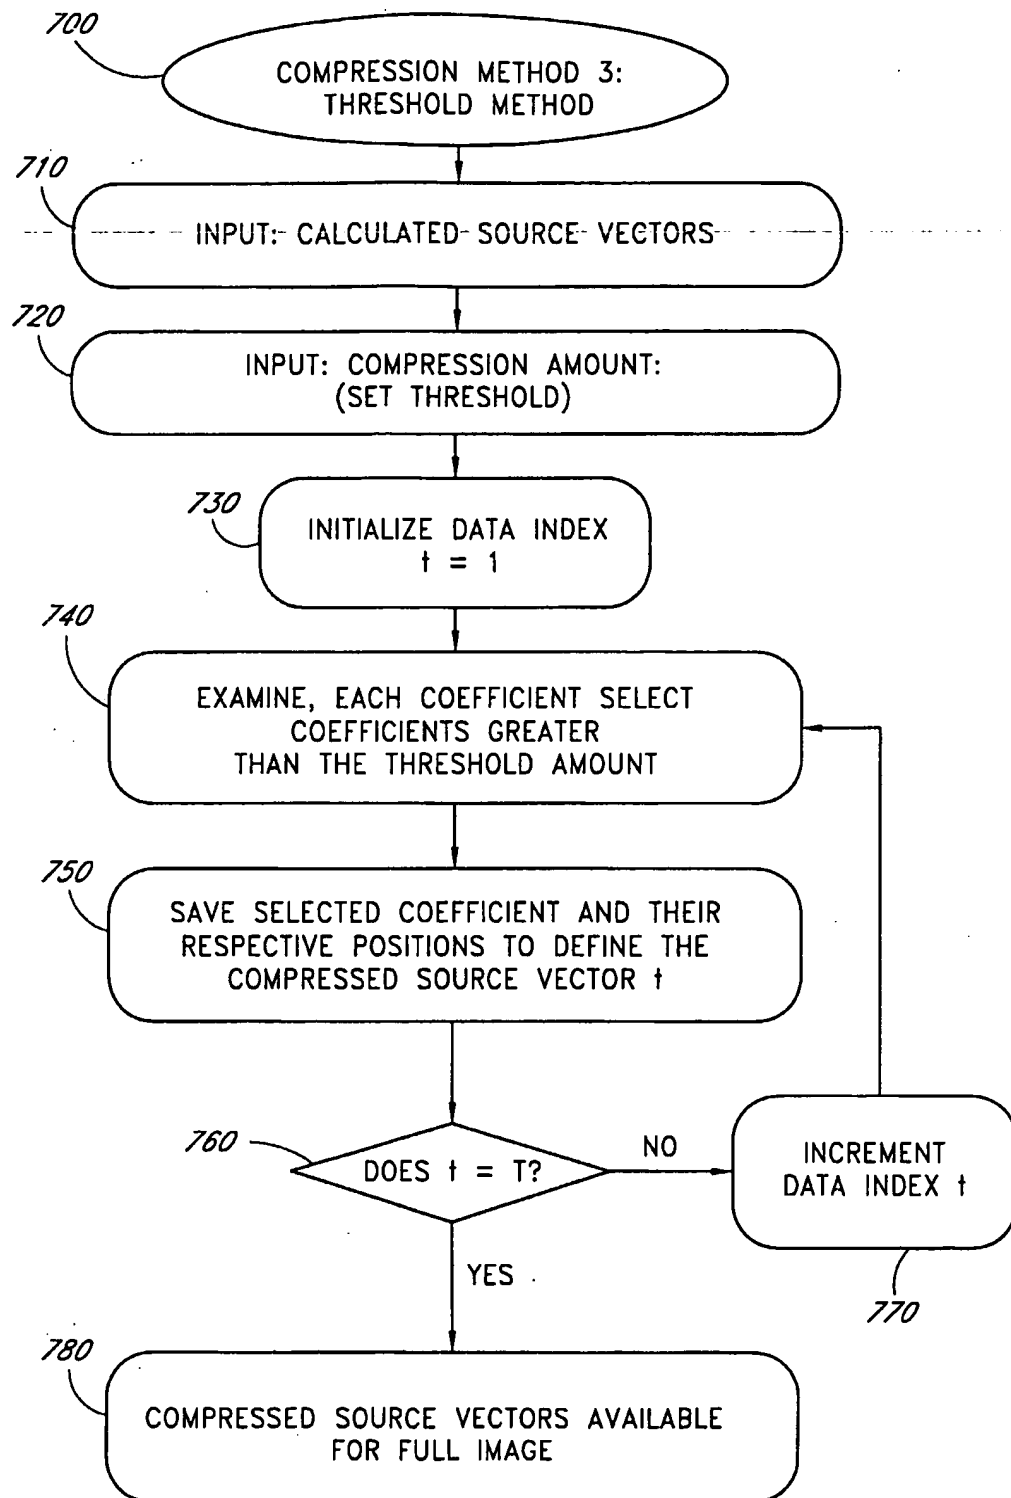 700
COMPRESSION METHOD 3:
THRESHOLD METHOD
710
INPUT: CALCULATED SOURCE VECTORS
720
INPUT: COMPRESSION AMOUNT:
(SET THRESHOLD)
730
INITIALIZE DATA INDEX
t = 1
740
EXAMINE, EACH COEFFICIENT SELECT
COEFFICIENTS GREATER
THAN THE THRESHOLD AMOUNT
750
SAVE SELECTED COEFFICIENT AND THEIR
RESPECTIVE POSITIONS TO DEFINE THE
COMPRESSED SOURCE VECTOR t
760
DOES t = T?
NO
INCREMENT
DATA INDEX t
770
YES
780
COMPRESSED SOURCE VECTORS AVAILABLE
FOR FULL IMAGE